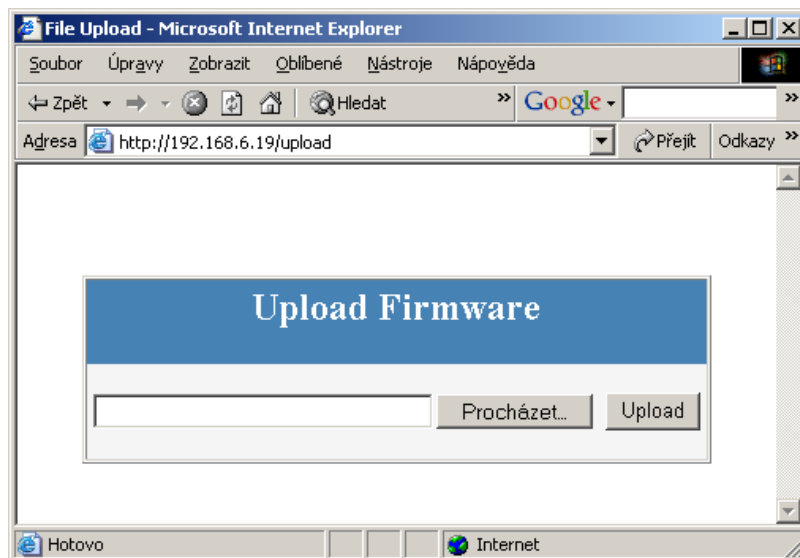 File Upload - Microsoft Internet Explorer
Soubor Úpravy Zobrazit Oblíbené Nástroje Nápověda
Zpět Hledat » Google »
Adresa http://192.168.6.19/upload Přejít Odkazy »
Upload Firmware
Procházet... Upload
Hotovo Internet